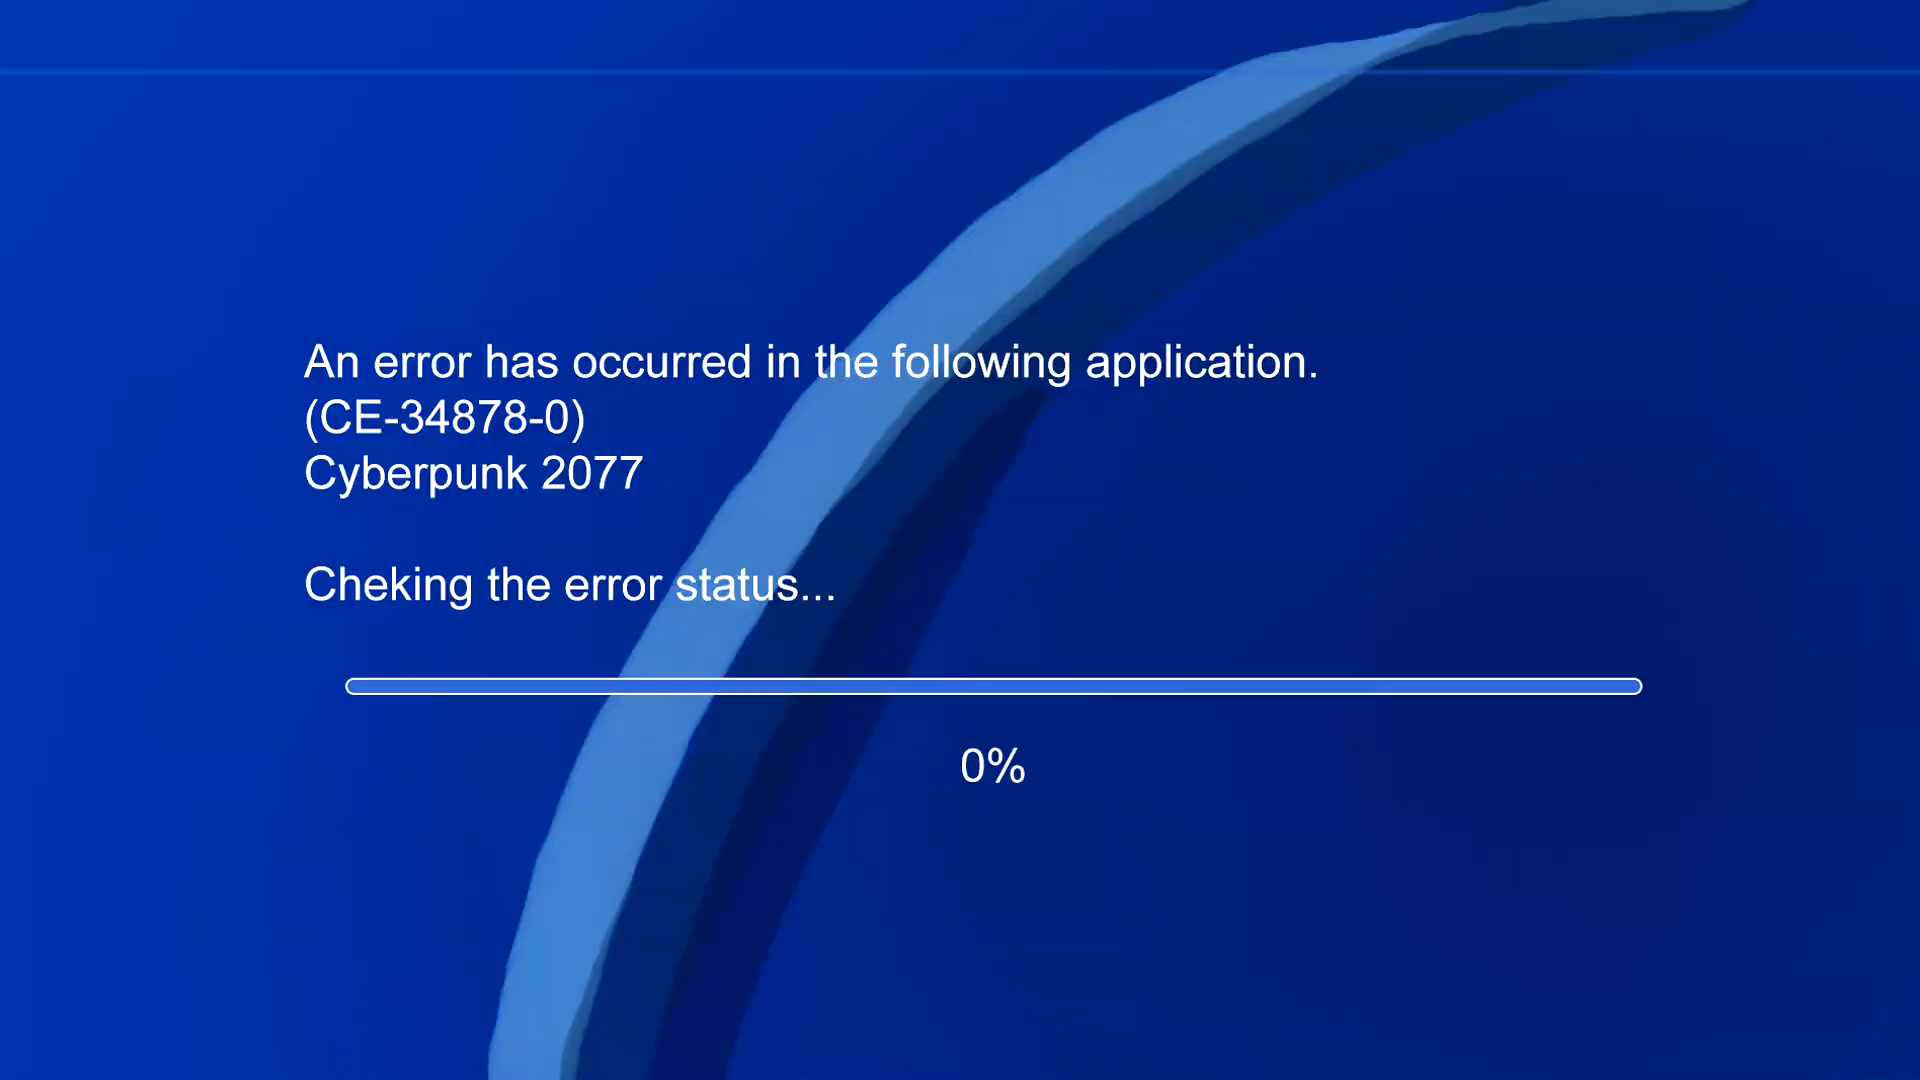 An error has occurred in the following application.
(CE-34878-0)
Cyberpunk 2077
Cheking the error status...
0%